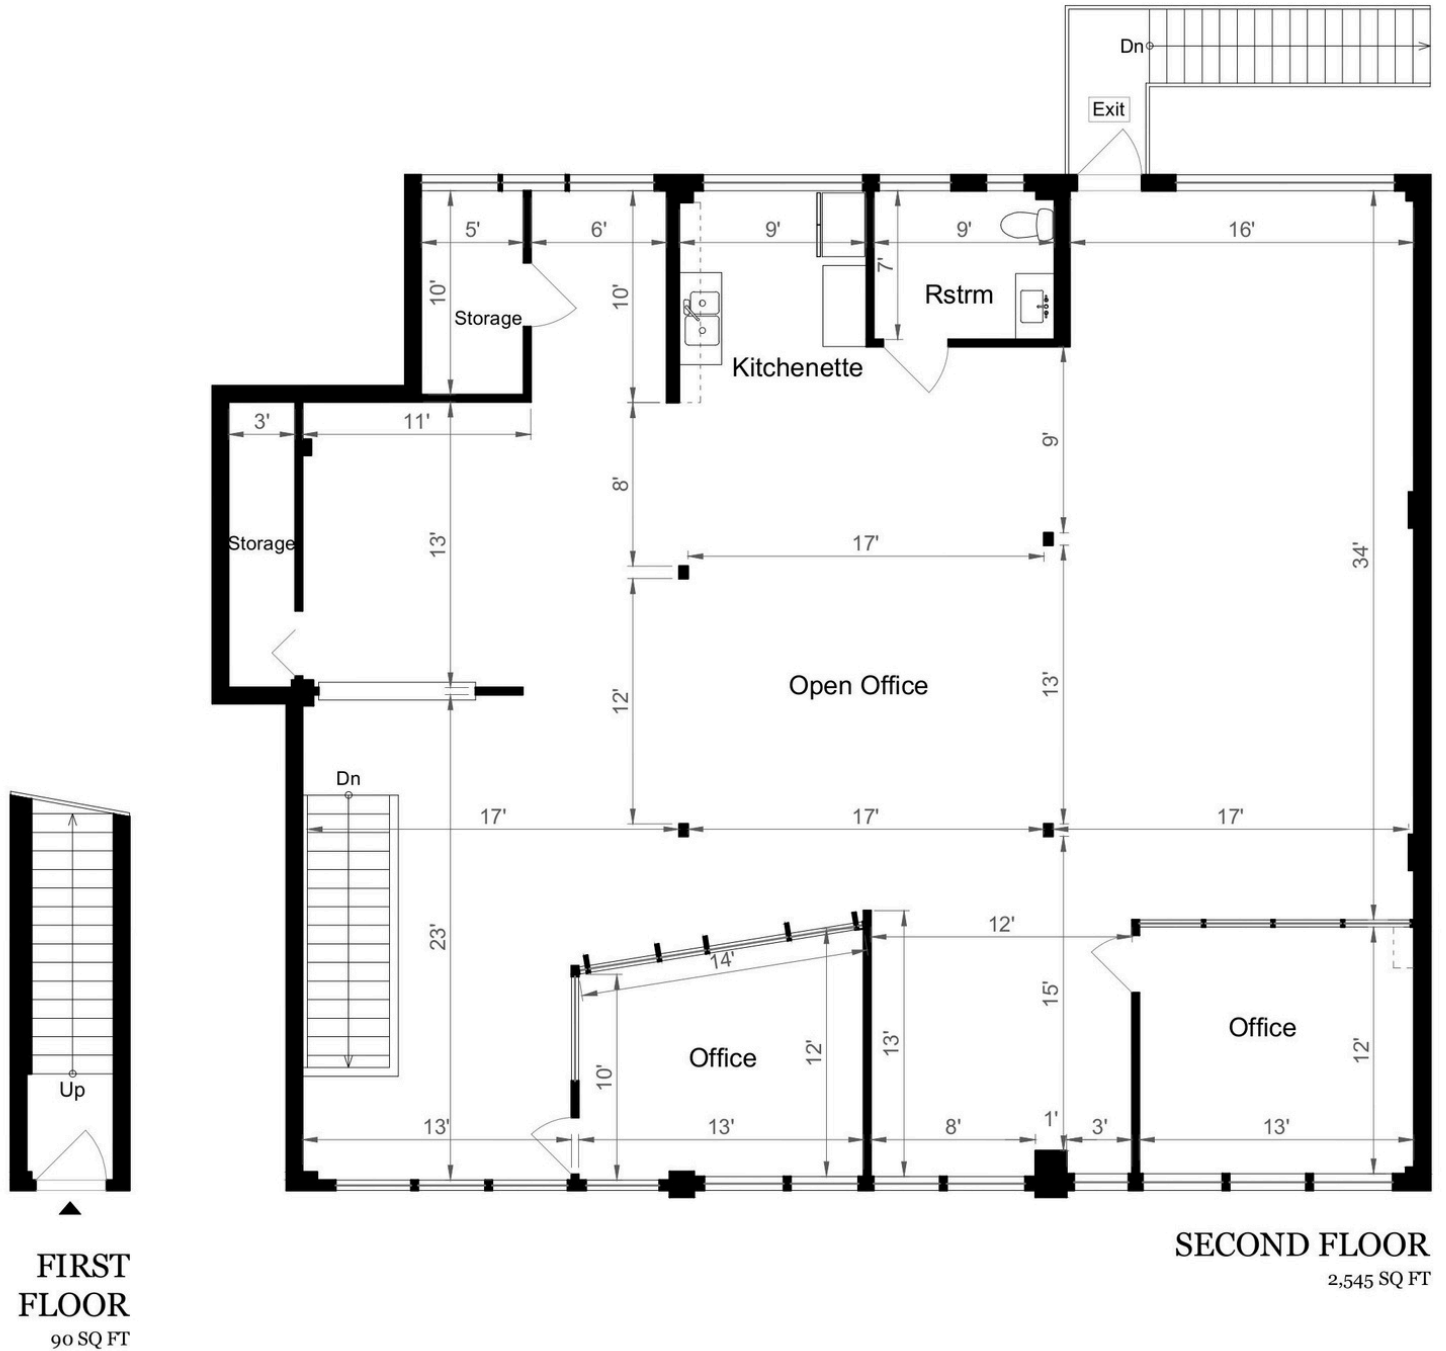 Dn
Exit
5'
6'
9'
9'
16'
10'
10'
7'
Storage
Rstrm
Kitchenette
3'
11'
9'
8'
Storage
13'
17'
34'
12'
Open Office
13'
Dn
17'
17'
17'
23'
12'
14'
15'
Office
12'
13'
10'
Office
12'
Up
13'
13'
8'
1'
3'
13'
FIRST
FLOOR
90 SQ FT
SECOND FLOOR
2,545 SQ FT